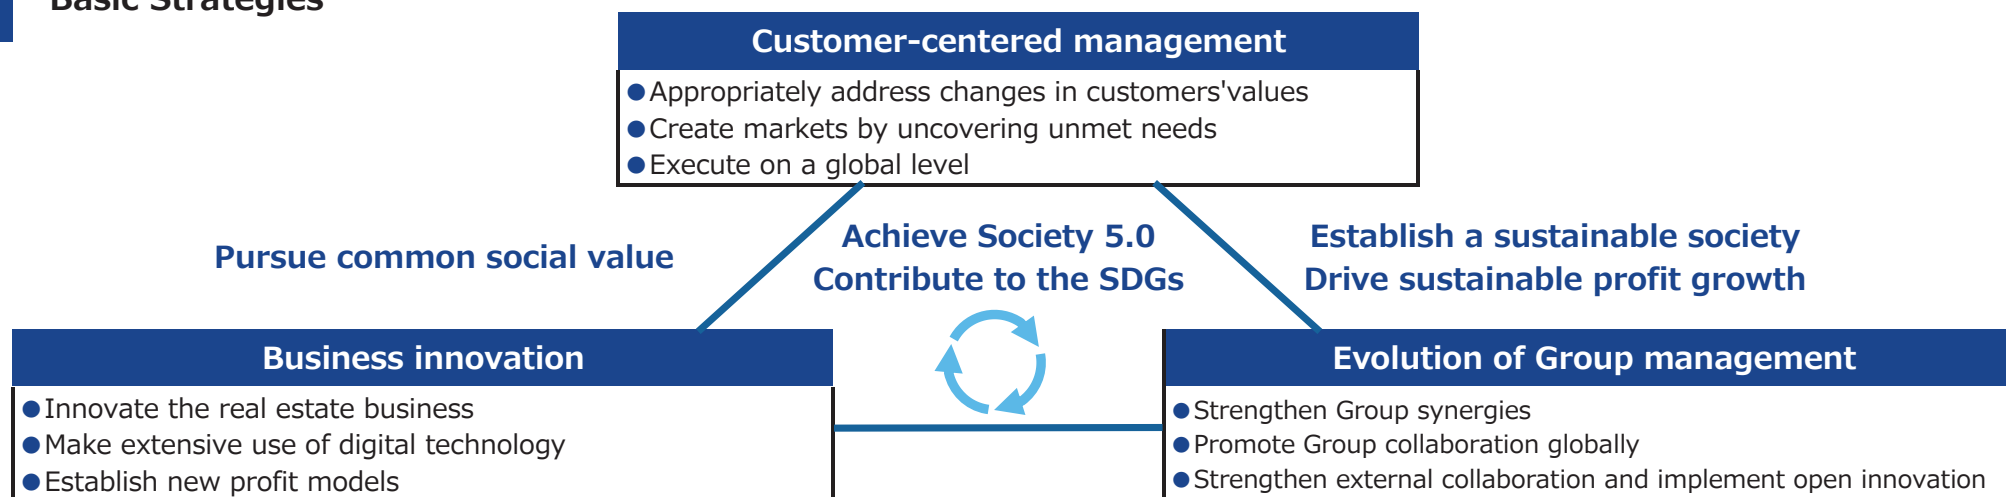 Basic Strategies
Customer-centered management
●Appropriately address changes in customers'values
●Create markets by uncovering unmet needs
●Execute on a global level
Pursue common social value
Achieve Society 5.0
Contribute to the SDGs
Establish a sustainable society
Drive sustainable profit growth
Business innovation
●Innovate the real estate business
●Make extensive use of digital technology
●Establish new profit models
Evolution of Group management
●Strengthen Group synergies
●Promote Group collaboration globally
●Strengthen external collaboration and implement open innovation